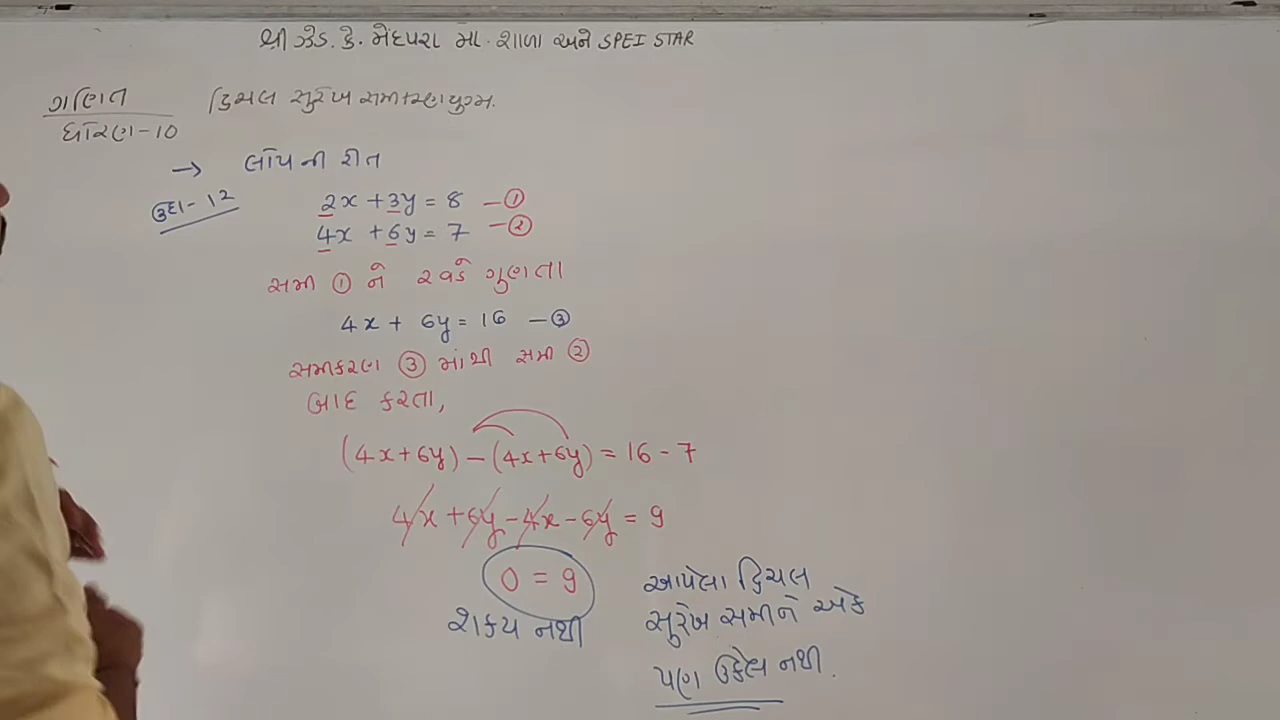 શ્રી ઝેડ. કે. મેંદપરા મા. શાળા અને SPEI STAR
ગણિત
ધોરણ-10
દ્વિચલ સુરેખ સમીકરણયુગ્મ.
→ લોપની રીત
ઉદા-12
2x + 3y = 8 —①
4x + 6y = 7 —②
સમી ① ને ૨ વડે ગુણતા
4x + 6y = 16 —③
સમીકરણ ③ માંથી સમી ②
બાદ કરતા,
(4x+6y) – (4x+6y) = 16 - 7
4x + 6y - 4x - 6y = 9
0 = 9
શક્ય નથી
આપેલા દ્વિચલ
સુરેખ સમીને એક
પણ ઉકેલ નથી.